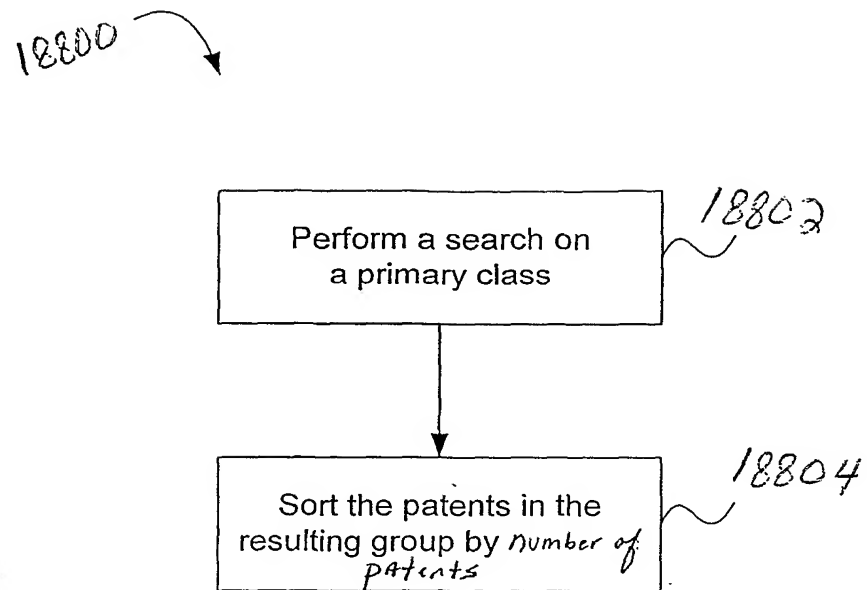 18800
18802
Perform a search on
a primary class
18804
Sort the patents in the
resulting group by number of
patents